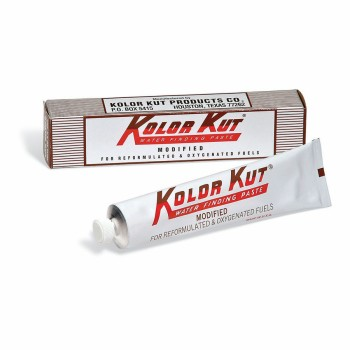 KOLOR KUT PRODUCTS CO.
P.O. BOX 5415 HOUSTON, TEXAS 77262
KOLOR KUT
WATER FINDING PASTE
MODIFIED
FOR REFORMULATED & OXYGENATED FUELS
KOLOR KUT
WATER FINDING PASTE
MODIFIED
FOR REFORMULATED & OXYGENATED FUELS